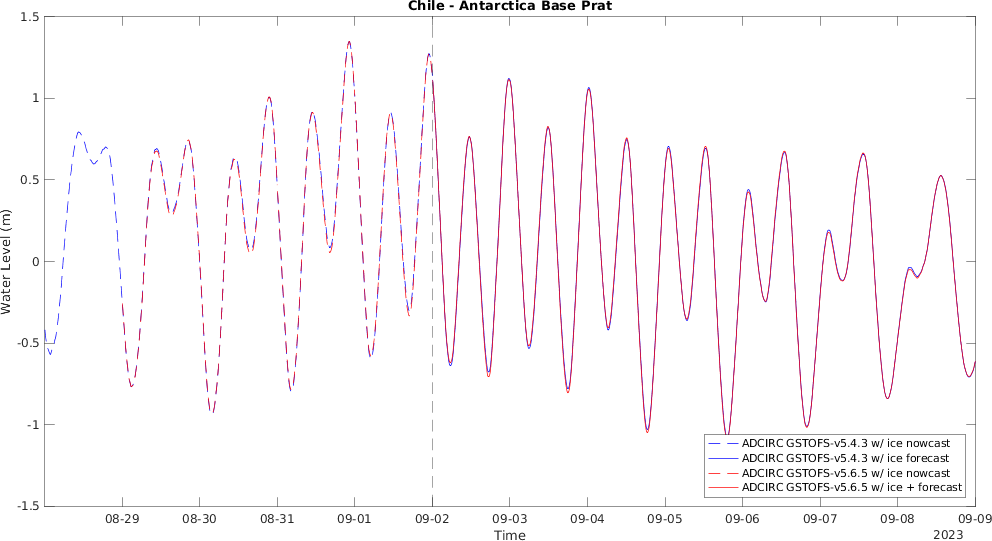 Chile - Antarctica Base Prat
1.5
1
0.5
0
-0.5
-1
-1.5
Water Level (m)
08-29
08-30
08-31
09-01
09-02
09-03
09-04
09-05
09-06
09-07
09-08
09-09
Time
2023
ADCIRC GSTOFS-v5.4.3 w/ ice nowcast
ADCIRC GSTOFS-v5.4.3 w/ ice forecast
ADCIRC GSTOFS-v5.6.5 w/ ice nowcast
ADCIRC GSTOFS-v5.6.5 w/ ice + forecast